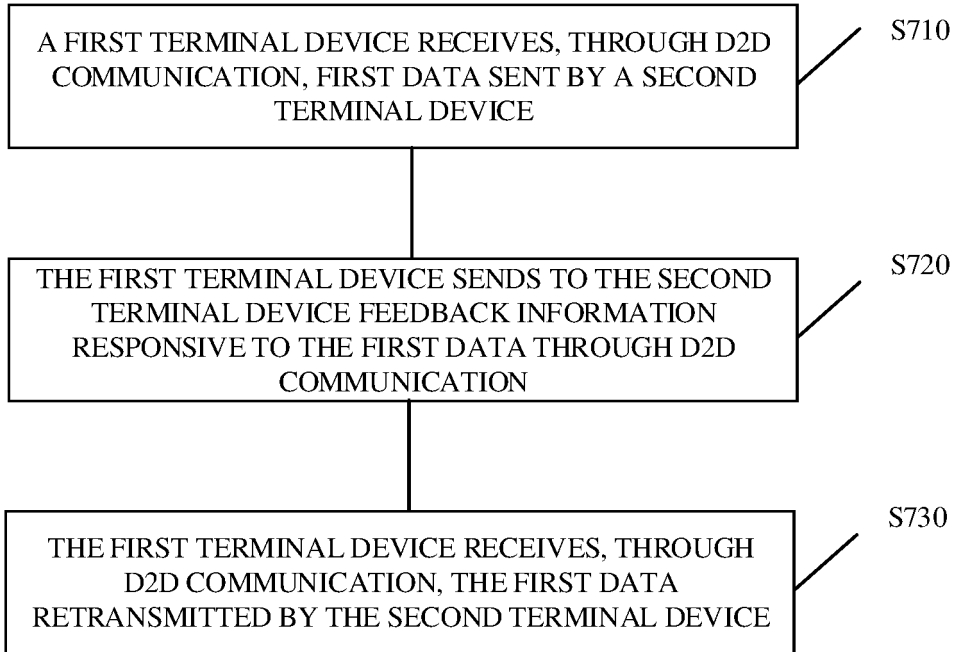 A FIRST TERMINAL DEVICE RECEIVES, THROUGH D2D
COMMUNICATION, FIRST DATA SENT BY A SECOND
TERMINAL DEVICE
S710
THE FIRST TERMINAL DEVICE SENDS TO THE SECOND
TERMINAL DEVICE FEEDBACK INFORMATION
RESPONSIVE TO THE FIRST DATA THROUGH D2D
COMMUNICATION
S720
THE FIRST TERMINAL DEVICE RECEIVES, THROUGH
D2D COMMUNICATION, THE FIRST DATA
RETRANSMITTED BY THE SECOND TERMINAL DEVICE
S730